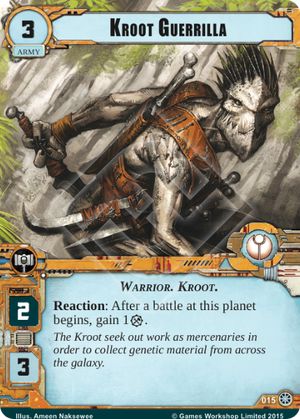 3
ARMY
KROOT GUERRILLA
WARRIOR. KROOT.
2
Reaction: After a battle at this planet
begins, gain 1.
3
The Kroot seek out work as mercenaries in
order to collect genetic material from across
the galaxy.
Illus. Ameen Naksewee
© Games Workshop Limited 2015
015